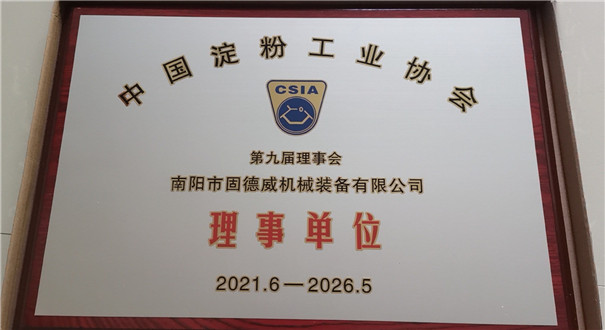 中国淀粉工业协会
CSIA
第九届理事会
南阳市固德威机械装备有限公司
理事单位
2021.6—2026.5